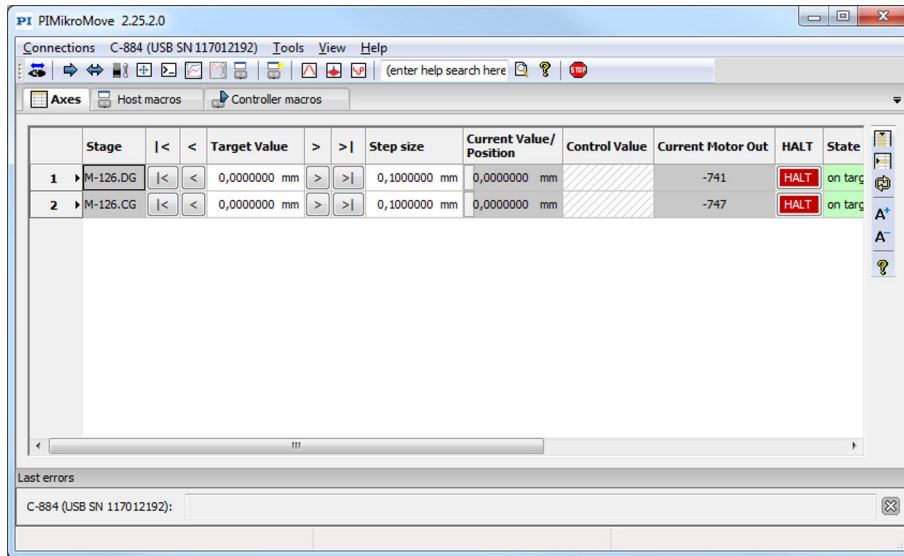 PI PIMikroMove 2.25.2.0
Connections C-884 (USB SN 117012192) Tools View Help
(enter help search here ? STOP
Axes Host macros Controller macros
Stage |< < Target Value > >| Step size Current Value/ Position Control Value Current Motor Out HALT State
1 M-126.DG |< < 0,0000000 mm > >| 0,1000000 mm 0,0000000 mm -741 HALT on targ
2 M-126.CG |< < 0,0000000 mm > >| 0,1000000 mm 0,0000000 mm -747 HALT on targ
A+
A-
?
Last errors
C-884 (USB SN 117012192):